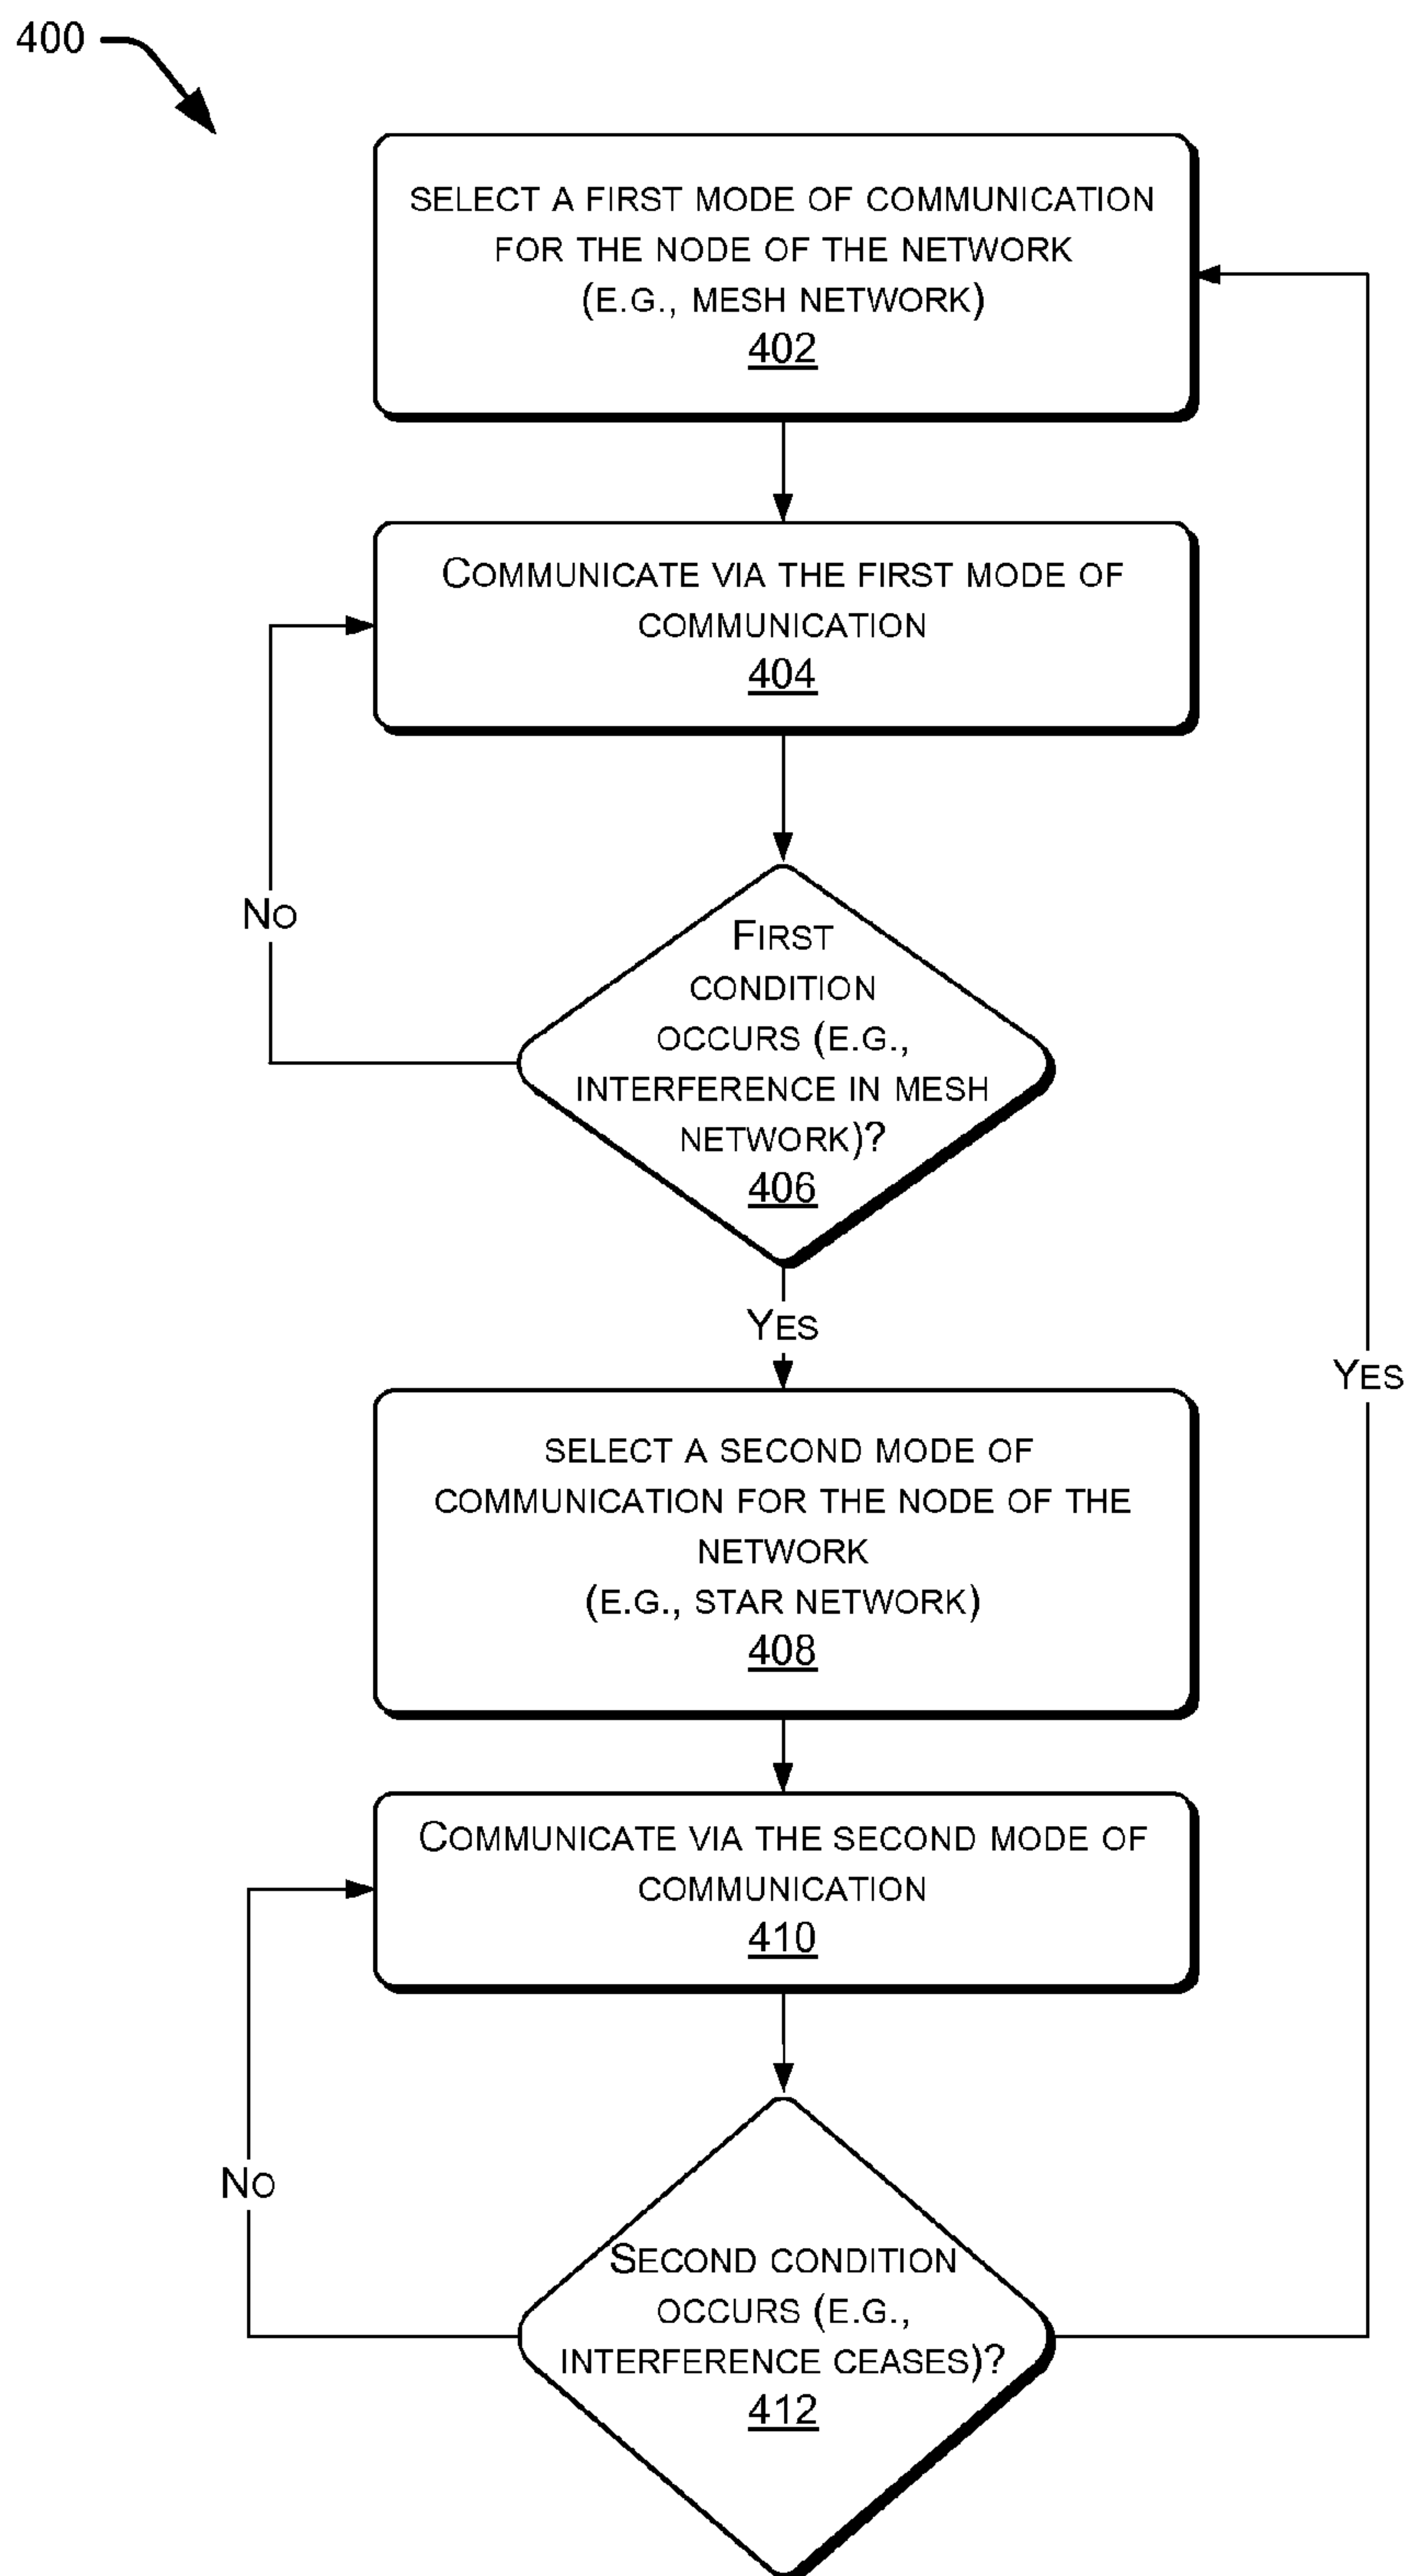 400
SELECT A FIRST MODE OF COMMUNICATION
FOR THE NODE OF THE NETWORK
(E.G., MESH NETWORK)
402
COMMUNICATE VIA THE FIRST MODE OF
COMMUNICATION
404
NO
FIRST
CONDITION
OCCURS (E.G.,
INTERFERENCE IN MESH
NETWORK)?
406
YES
YES
SELECT A SECOND MODE OF
COMMUNICATION FOR THE NODE OF THE
NETWORK
(E.G., STAR NETWORK)
408
COMMUNICATE VIA THE SECOND MODE OF
COMMUNICATION
410
NO
SECOND CONDITION
OCCURS (E.G.,
INTERFERENCE CEASES)?
412